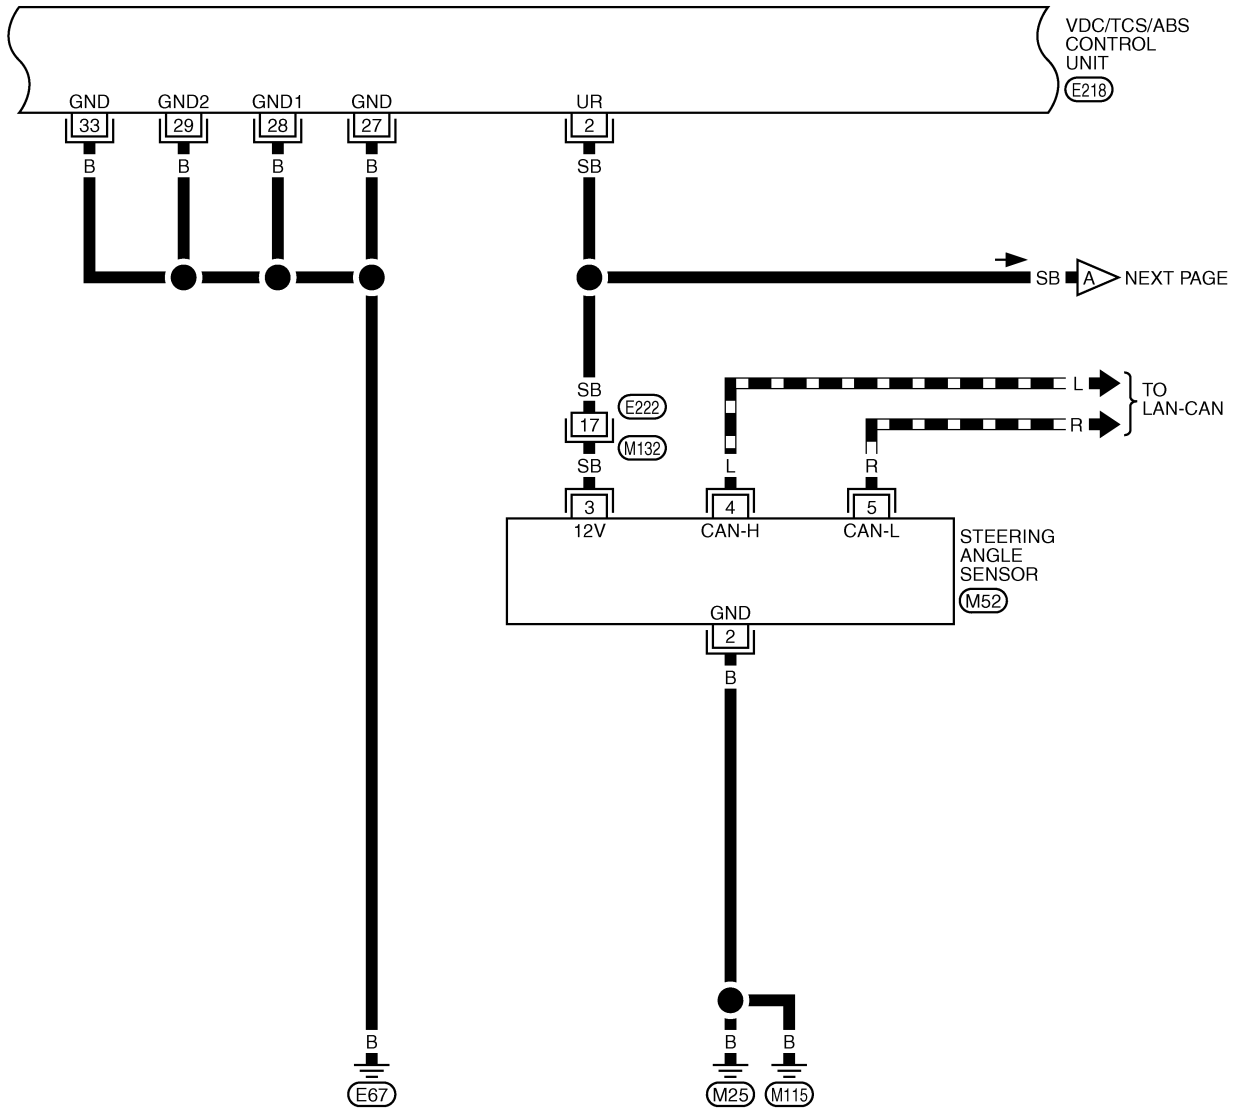 VDC/TCS/ABS
CONTROL
UNIT
E218
GND GND2 GND1 GND UR
33 29 28 27 2
B B B B SB
SB A NEXT PAGE
L
TO
LAN-CAN
R
SB
E222
17
M132
SB L R
3 4 5
12V CAN-H CAN-L
STEERING
ANGLE
SENSOR
M52
GND
2
B
B B B
E67 M25 M115